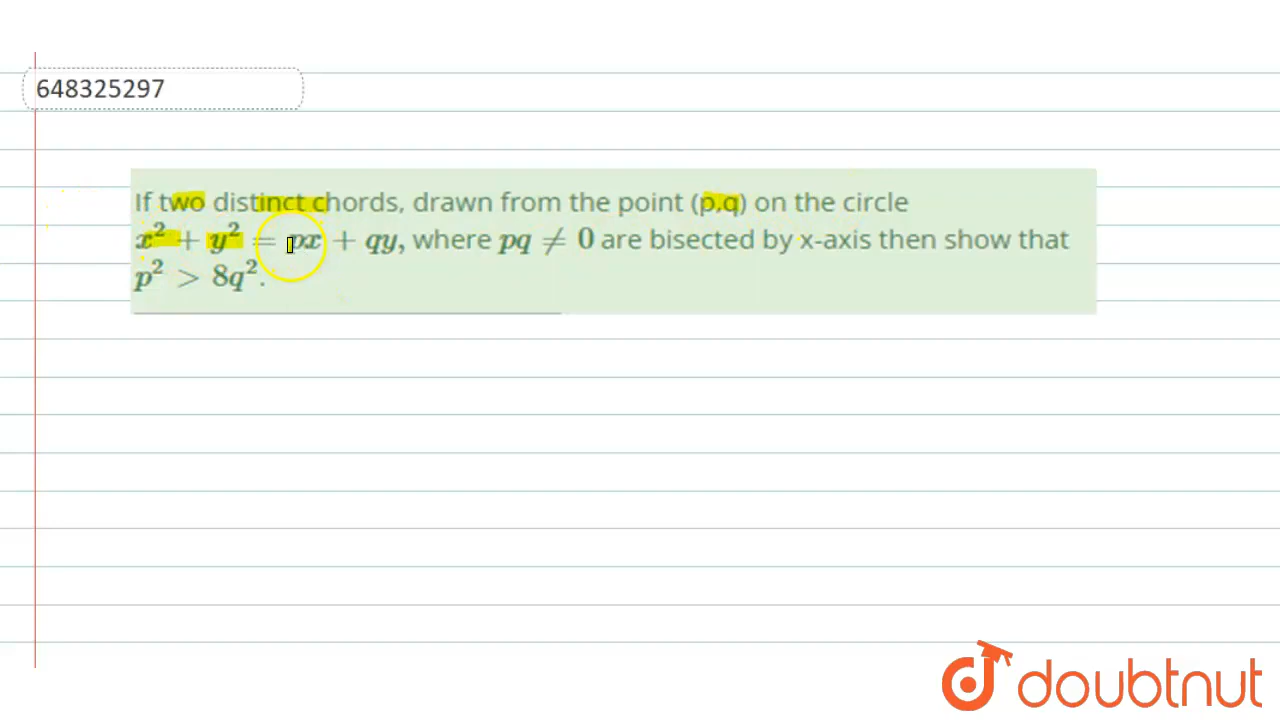 648325297
If two distinct chords, drawn from the point (p,q) on the circle
x² + y² = px + qy, where pq ≠ 0 are bisected by x-axis then show that
p² > 8q².
doubtnut